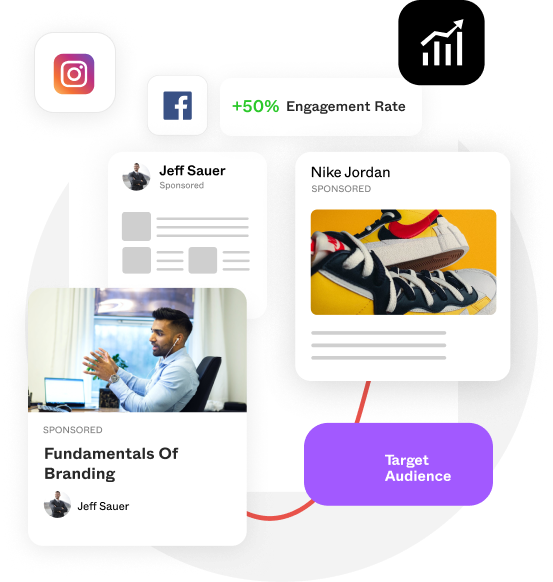 +50% Engagement Rate
Jeff Sauer
Sponsored
Nike Jordan
SPONSORED
SPONSORED
Fundamentals Of
Branding
Jeff Sauer
Target
Audience